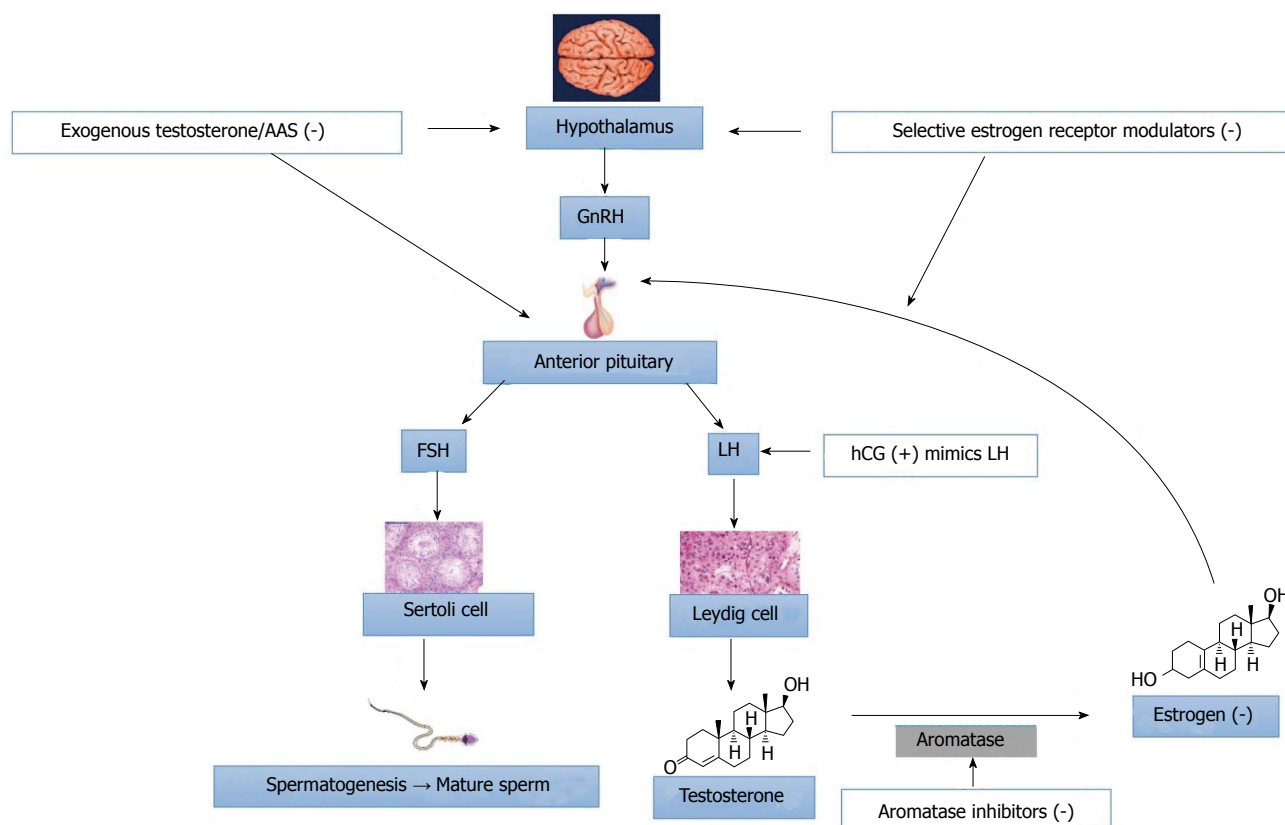 Exogenous testosterone/AAS (-)
Hypothalamus
Selective estrogen receptor modulators (-)
GnRH
Anterior pituitary
FSH
LH
hCG (+) mimics LH
Sertoli cell
Leydig cell
OH
H
H
H
HO
Estrogen (-)
OH
H
H
H
O
Aromatase
Spermatogenesis → Mature sperm
Testosterone
Aromatase inhibitors (-)